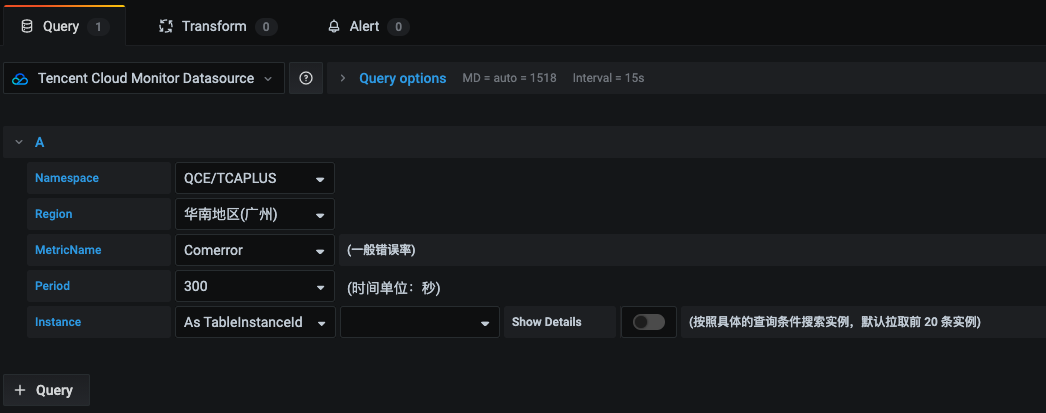 Query 1 Transform 0 Alert 0
Tencent Cloud Monitor Datasource Query options MD = auto = 1518 Interval = 15s
A
Namespace QCE/TCAPLUS
Region 华南地区(广州)
MetricName Comerror (一般错误率)
Period 300 (时间单位：秒)
Instance As TableInstanceId Show Details (按照具体的查询条件搜索实例，默认拉取前 20 条实例)
+ Query